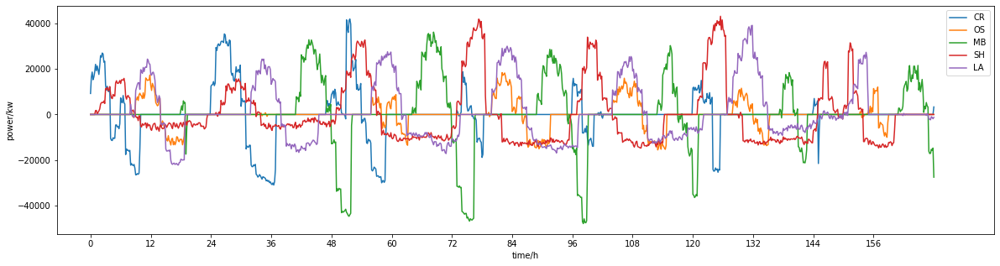 40000
20000
0
-20000
-40000
power/kw
0 12 24 36 48 60 72 84 96 108 120 132 144 156
time/h
CR
OS
MB
SH
LA